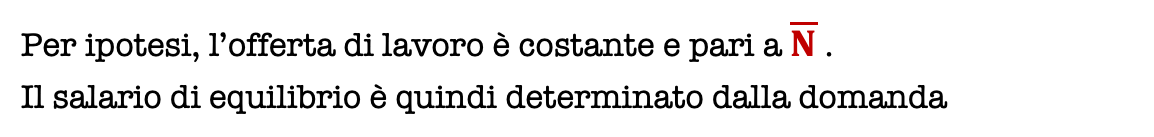 Per ipotesi, l’offerta di lavoro è costante e pari a N̅ .
Il salario di equilibrio è quindi determinato dalla domanda